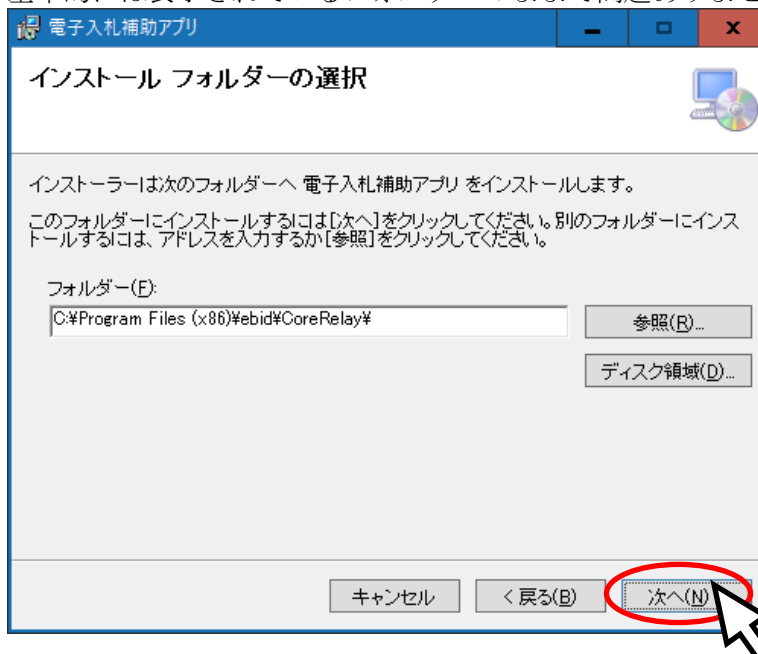 電子入札補助アプリ
インストール フォルダーの選択
インストーラーは次のフォルダーへ 電子入札補助アプリ をインストールします。
このフォルダーにインストールするには[次へ]をクリックしてください。別のフォルダーにインス
トールするには、アドレスを入力するか[参照]をクリックしてください。
フォルダー(F):
C:¥Program Files (x86)¥ebid¥CoreRelay¥
参照(R)...
ディスク領域(D)...
キャンセル
< 戻る(B)
次へ(N)